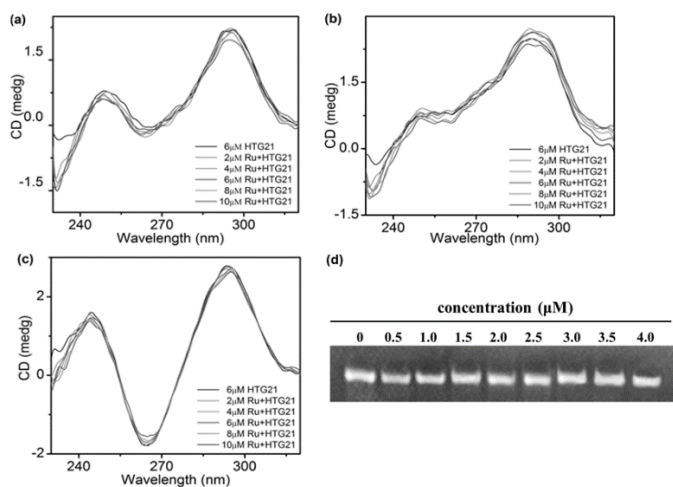 (a)
CD (medg)
1.5
0.0
-1.5
240
270
300
Wavelength (nm)
6μM HTG21
2μM Ru+HTG21
4μM Ru+HTG21
6μM Ru+HTG21
8μM Ru+HTG21
10μM Ru+HTG21
(b)
CD (medg)
1.5
0.0
-1.5
240
270
300
Wavelength (nm)
6μM HTG21
2μM Ru+HTG21
4μM Ru+HTG21
6μM Ru+HTG21
8μM Ru+HTG21
10μM Ru+HTG21
(c)
CD (medg)
2
0
-2
240
270
300
Wavelength (nm)
6μM HTG21
2μM Ru+HTG21
4μM Ru+HTG21
6μM Ru+HTG21
8μM Ru+HTG21
10μM Ru+HTG21
(d)
concentration (μM)
0 0.5 1.0 1.5 2.0 2.5 3.0 3.5 4.0